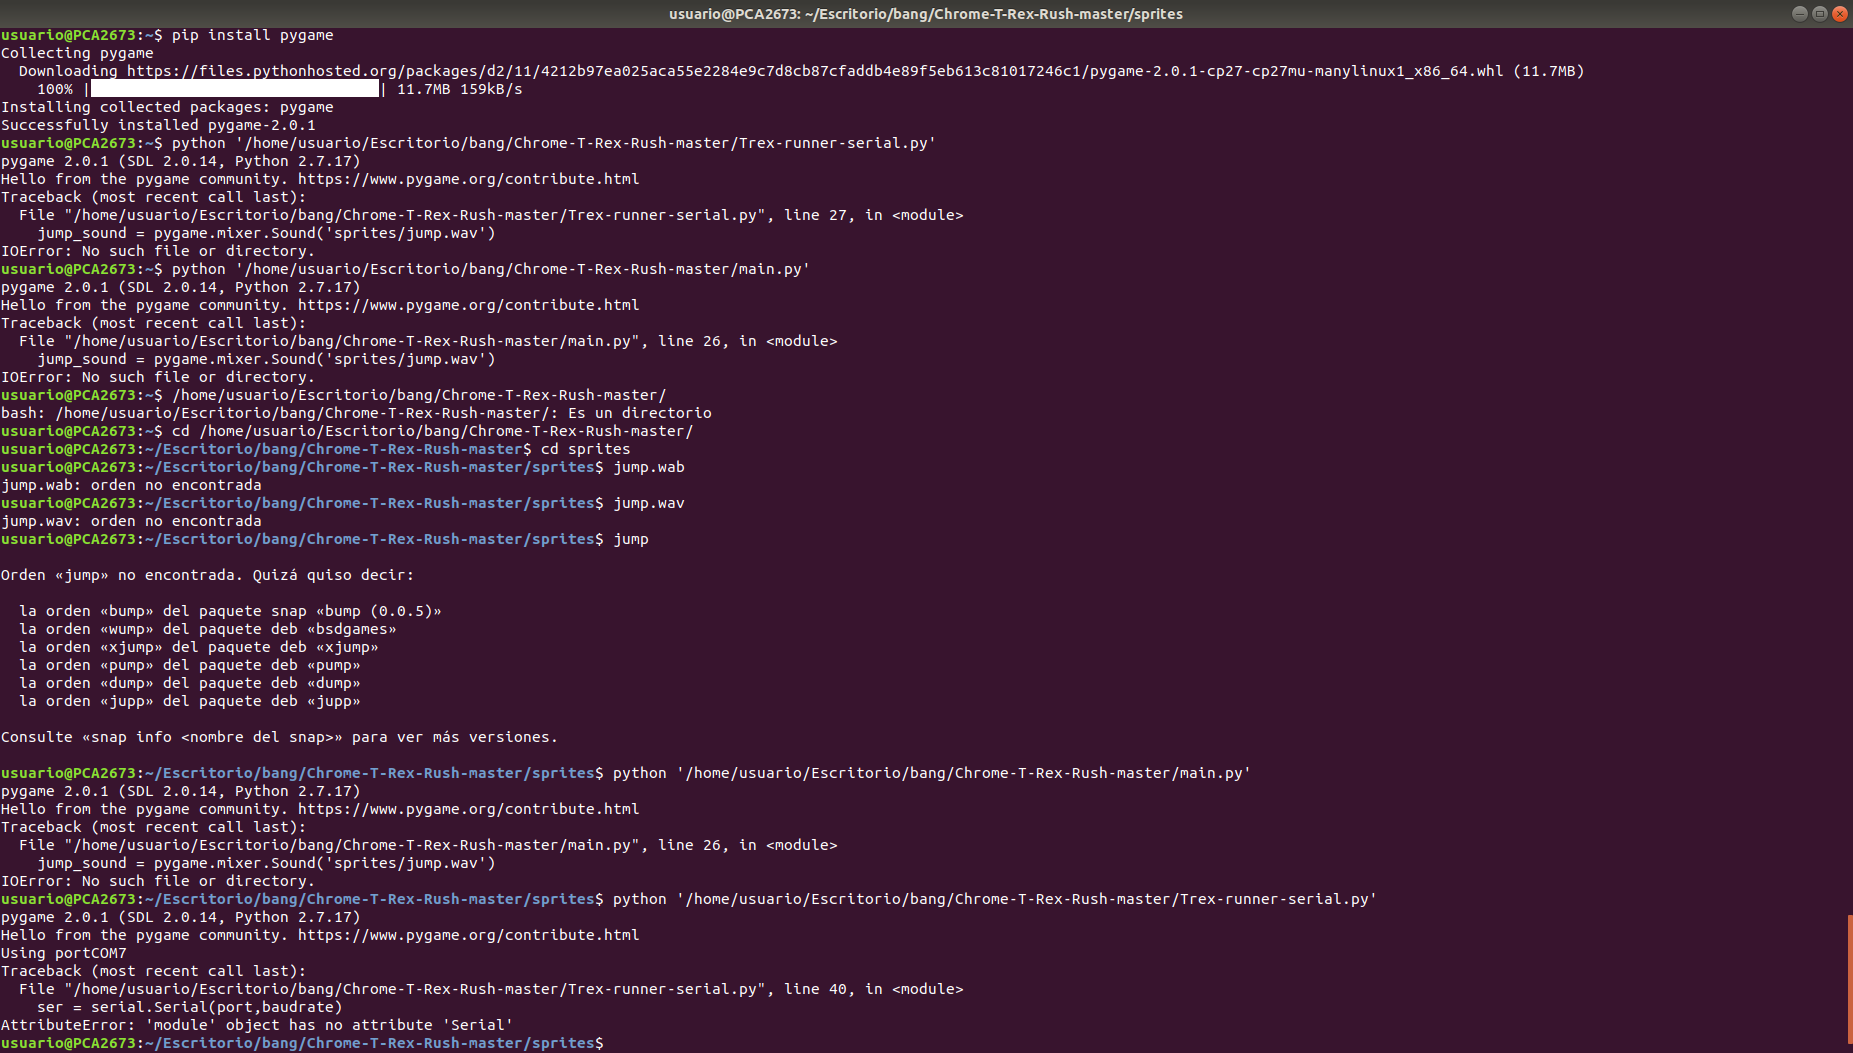 usuario@PCA2673: ~/Escritorio/bang/Chrome-T-Rex-Rush-master/sprites
usuario@PCA2673:~$ pip install pygame
Collecting pygame
  Downloading https://files.pythonhosted.org/packages/d2/11/4212b97ea025aca55e2284e9c7d8cb87cfaddb4e89f5eb613c81017246c1/pygame-2.0.1-cp27-cp27mu-manylinux1_x86_64.whl (11.7MB)
    100% |████████████████████████████████| 11.7MB 159kB/s
Installing collected packages: pygame
Successfully installed pygame-2.0.1
usuario@PCA2673:~$ python '/home/usuario/Escritorio/bang/Chrome-T-Rex-Rush-master/Trex-runner-serial.py'
pygame 2.0.1 (SDL 2.0.14, Python 2.7.17)
Hello from the pygame community. https://www.pygame.org/contribute.html
Traceback (most recent call last):
  File "/home/usuario/Escritorio/bang/Chrome-T-Rex-Rush-master/Trex-runner-serial.py", line 27, in <module>
    jump_sound = pygame.mixer.Sound('sprites/jump.wav')
IOError: No such file or directory.
usuario@PCA2673:~$ python '/home/usuario/Escritorio/bang/Chrome-T-Rex-Rush-master/main.py'
pygame 2.0.1 (SDL 2.0.14, Python 2.7.17)
Hello from the pygame community. https://www.pygame.org/contribute.html
Traceback (most recent call last):
  File "/home/usuario/Escritorio/bang/Chrome-T-Rex-Rush-master/main.py", line 26, in <module>
    jump_sound = pygame.mixer.Sound('sprites/jump.wav')
IOError: No such file or directory.
usuario@PCA2673:~$ /home/usuario/Escritorio/bang/Chrome-T-Rex-Rush-master/
bash: /home/usuario/Escritorio/bang/Chrome-T-Rex-Rush-master/: Es un directorio
usuario@PCA2673:~$ cd /home/usuario/Escritorio/bang/Chrome-T-Rex-Rush-master/
usuario@PCA2673:~/Escritorio/bang/Chrome-T-Rex-Rush-master$ cd sprites
usuario@PCA2673:~/Escritorio/bang/Chrome-T-Rex-Rush-master/sprites$ jump.wab
jump.wab: orden no encontrada
usuario@PCA2673:~/Escritorio/bang/Chrome-T-Rex-Rush-master/sprites$ jump.wav
jump.wav: orden no encontrada
usuario@PCA2673:~/Escritorio/bang/Chrome-T-Rex-Rush-master/sprites$ jump
Orden «jump» no encontrada. Quizá quiso decir:
  la orden «bump» del paquete snap «bump (0.0.5)»
  la orden «wump» del paquete deb «bsdgames»
  la orden «xjump» del paquete deb «xjump»
  la orden «pump» del paquete deb «pump»
  la orden «dump» del paquete deb «dump»
  la orden «jupp» del paquete deb «jupp»
Consulte «snap info <nombre del snap>» para ver más versiones.
usuario@PCA2673:~/Escritorio/bang/Chrome-T-Rex-Rush-master/sprites$ python '/home/usuario/Escritorio/bang/Chrome-T-Rex-Rush-master/main.py'
pygame 2.0.1 (SDL 2.0.14, Python 2.7.17)
Hello from the pygame community. https://www.pygame.org/contribute.html
Traceback (most recent call last):
  File "/home/usuario/Escritorio/bang/Chrome-T-Rex-Rush-master/main.py", line 26, in <module>
    jump_sound = pygame.mixer.Sound('sprites/jump.wav')
IOError: No such file or directory.
usuario@PCA2673:~/Escritorio/bang/Chrome-T-Rex-Rush-master/sprites$ python '/home/usuario/Escritorio/bang/Chrome-T-Rex-Rush-master/Trex-runner-serial.py'
pygame 2.0.1 (SDL 2.0.14, Python 2.7.17)
Hello from the pygame community. https://www.pygame.org/contribute.html
Using portCOM7
Traceback (most recent call last):
  File "/home/usuario/Escritorio/bang/Chrome-T-Rex-Rush-master/Trex-runner-serial.py", line 40, in <module>
    ser = serial.Serial(port,baudrate)
AttributeError: 'module' object has no attribute 'Serial'
usuario@PCA2673:~/Escritorio/bang/Chrome-T-Rex-Rush-master/sprites$